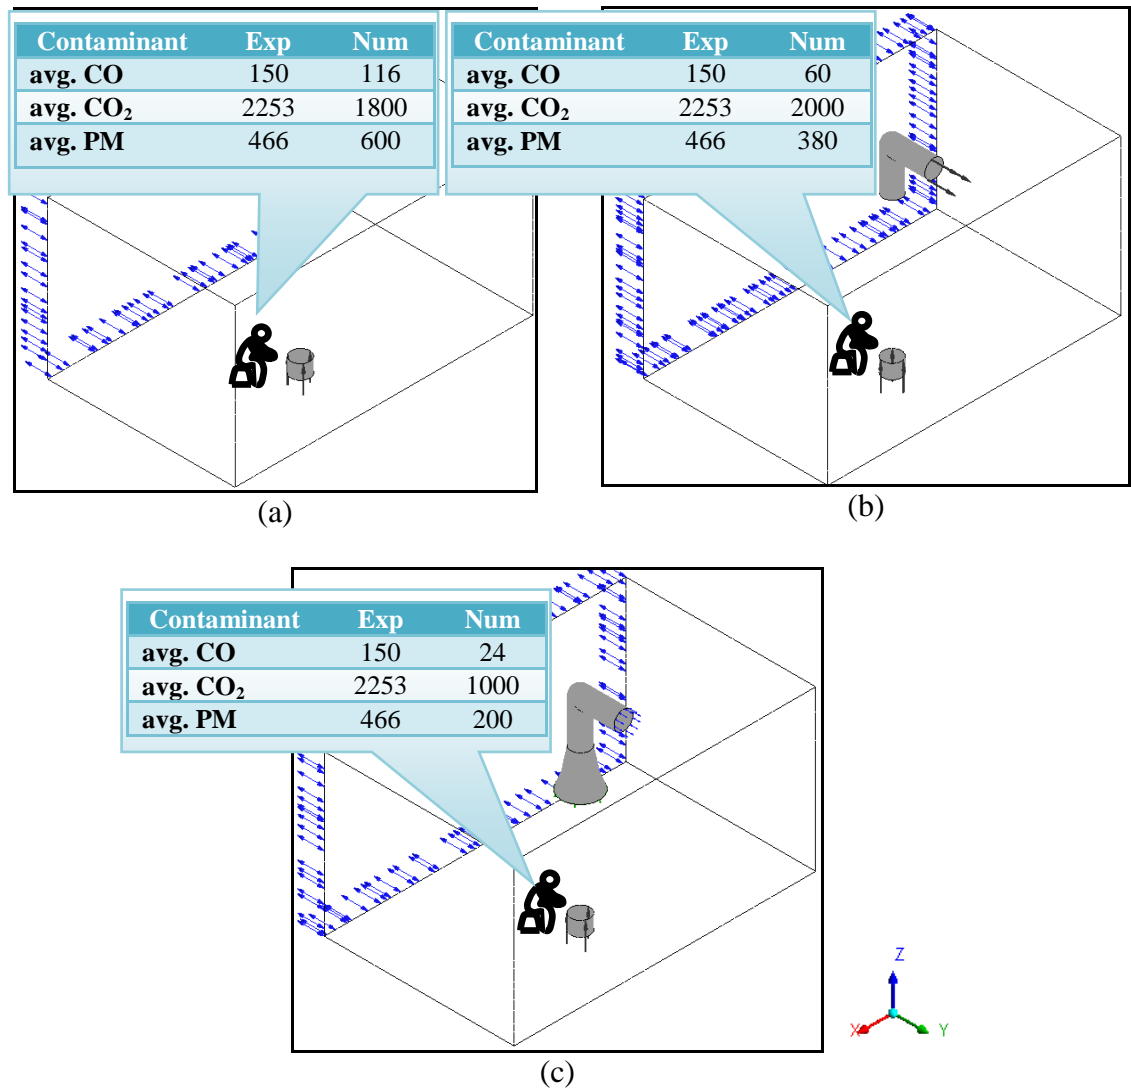 Contaminant Exp Num
avg. CO 150 116
avg. CO₂ 2253 1800
avg. PM 466 600
Contaminant Exp Num
avg. CO 150 60
avg. CO₂ 2253 2000
avg. PM 466 380
(a)
(b)
Contaminant Exp Num
avg. CO 150 24
avg. CO₂ 2253 1000
avg. PM 466 200
Z
X
Y
(c)